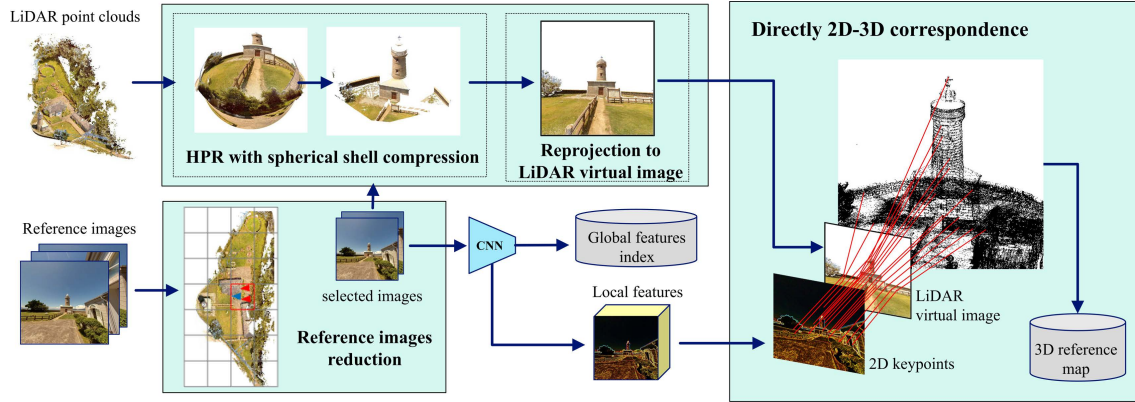 LiDAR point clouds
HPR with spherical shell compression
Reprojection to
LiDAR virtual image
Directly 2D-3D correspondence
Reference images
selected images
Reference images
reduction
CNN
Global features
index
Local features
LiDAR
virtual image
2D keypoints
3D reference
map